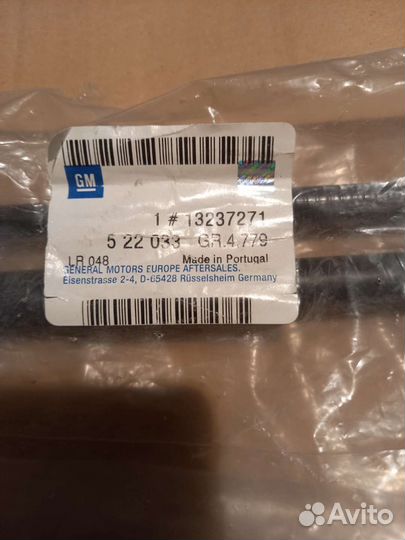 GM
1 # 13237271
5 22 033 GR.4.779
LR 048 Made in Portugal
GENERAL MOTORS EUROPE AFTERSALES.
Eisenstrasse 2-4, D-65428 Rüsselsheim Germany
Avito